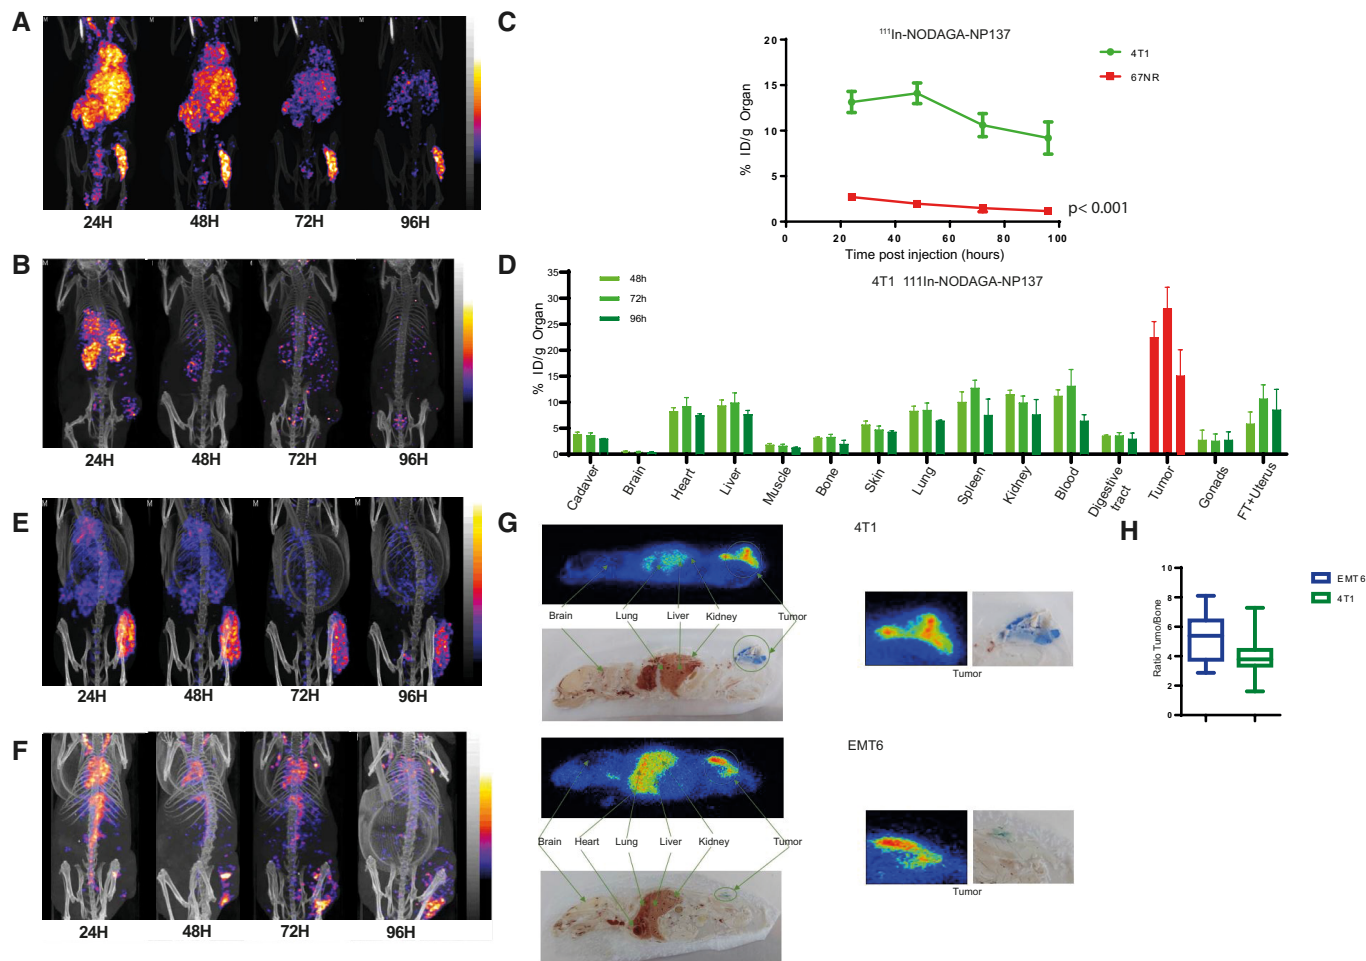 A
24H
48H
72H
96H
B
24H
48H
72H
96H
C
¹¹¹In-NODAGA-NP137
20
15
10
5
0
% ID/g Organ
0
20
40
60
80
100
Time post injection (hours)
4T1
67NR
p< 0.001
D
4T1 111In-NODAGA-NP137
35
30
25
20
15
10
5
0
% ID/g Organ
48h
72h
96h
Cadaver
Brain
Heart
Liver
Muscle
Bone
Skin
Lung
Spleen
Kidney
Blood
Digestive
tract
Tumor
Gonads
FT+Uterus
E
24H
48H
72H
96H
F
24H
48H
72H
96H
G
4T1
Brain
Lung
Liver
Kidney
Tumor
Tumor
EMT6
Brain
Heart
Lung
Liver
Kidney
Tumor
Tumor
H
10
8
6
4
2
0
Ratio Tumo/Bone
EMT6
4T1